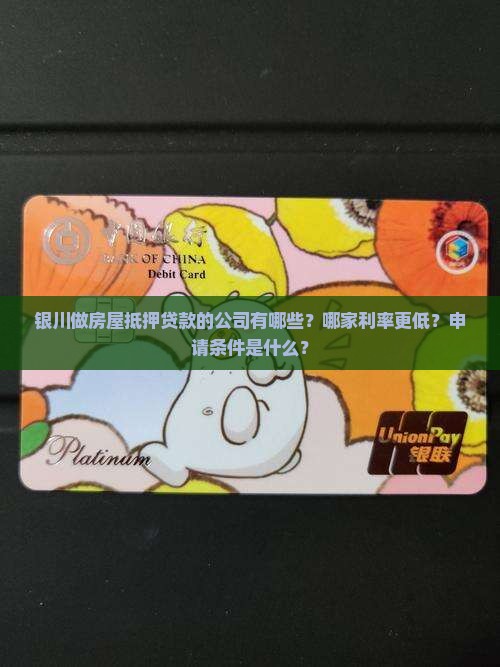 中国银行
BANK OF CHINA
Debit Card
银川做房屋抵押贷款的公司有哪些？哪家利率更低？申
请条件是什么？
Platinum
UnionPay
银联